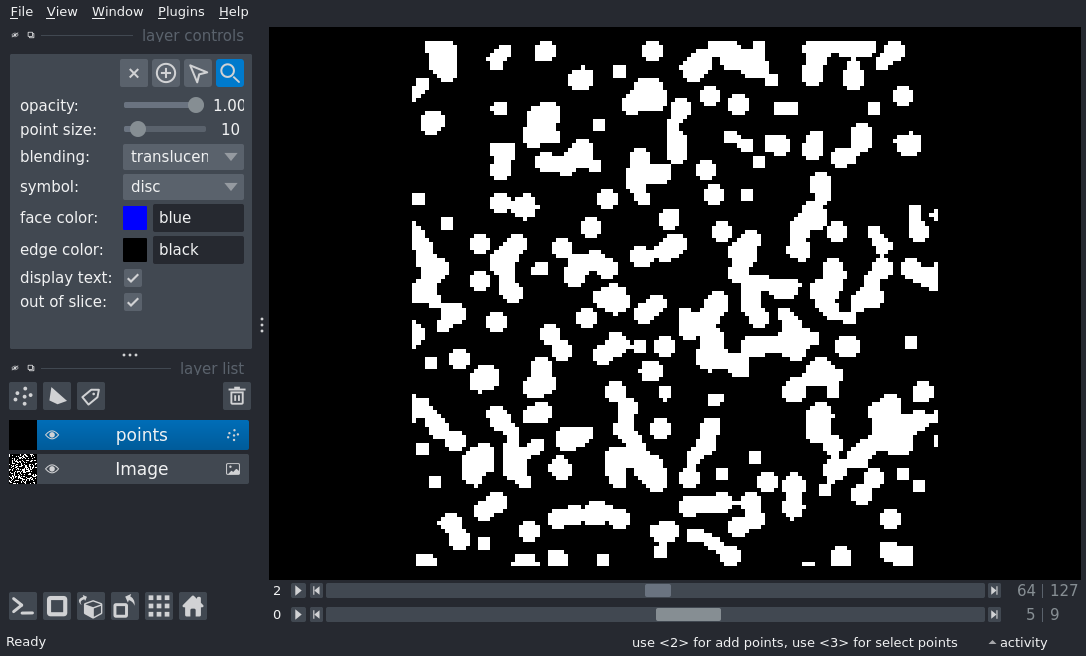 File View Window Plugins Help
layer controls
opacity: 1.00
point size: 10
blending: translucen
symbol: disc
face color: blue
edge color: black
display text:
out of slice:
layer list
points
Image
2 64 127
0 5 9
Ready use <2> for add points, use <3> for select points activity